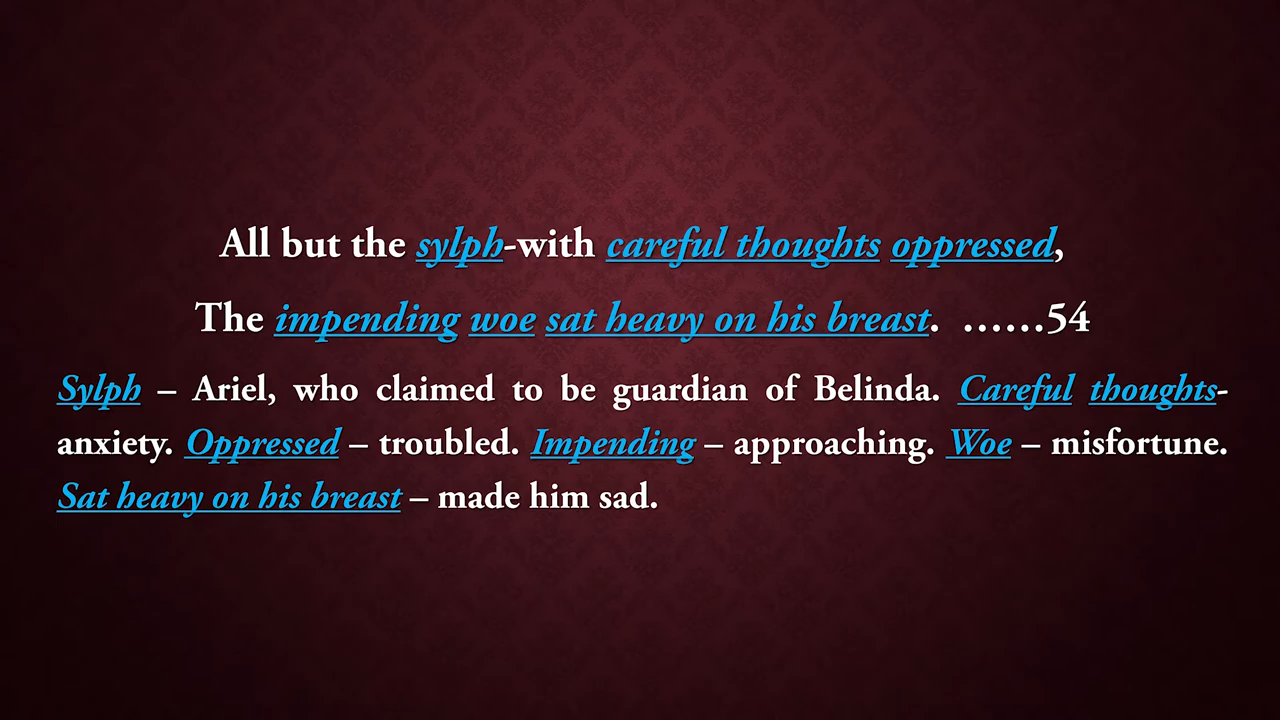 All but the sylph-with careful thoughts oppressed,
The impending woe sat heavy on his breast. ……54
Sylph – Ariel, who claimed to be guardian of Belinda. Careful thoughts-
anxiety. Oppressed – troubled. Impending – approaching. Woe – misfortune.
Sat heavy on his breast – made him sad.